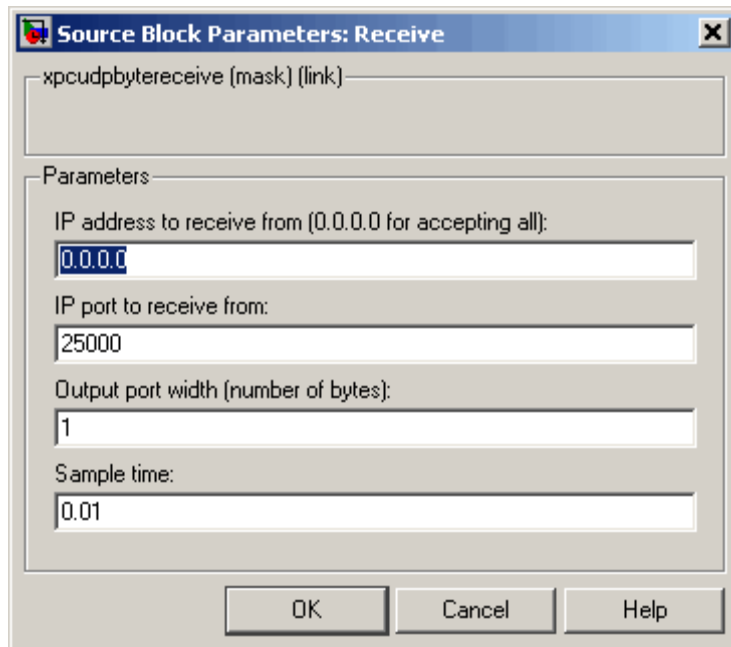 Source Block Parameters: Receive
xpcudpbytereceive (mask) (link)
Parameters
IP address to receive from (0.0.0.0 for accepting all):
0.0.0.0
IP port to receive from:
25000
Output port width (number of bytes):
1
Sample time:
0.01
OK Cancel Help